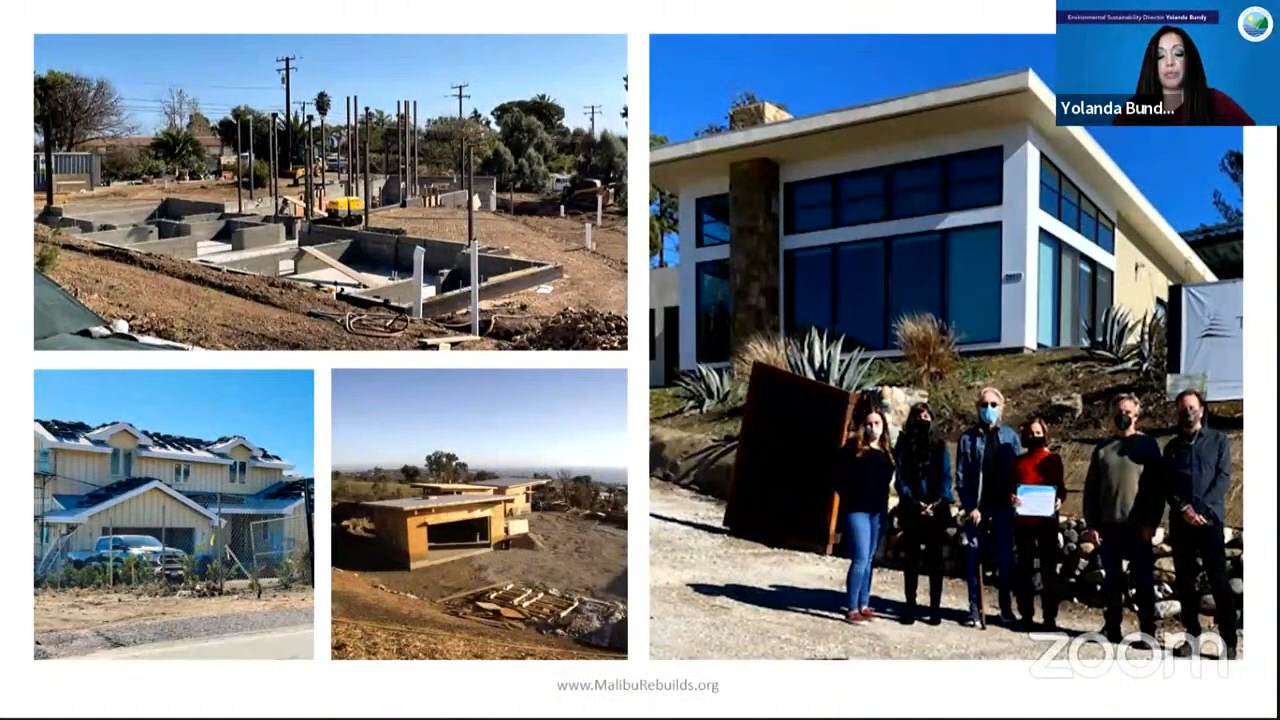 Environmental Sustainability Director Yolanda Bundy
Yolanda Bund...
zoom
www.MalibuRebuilds.org